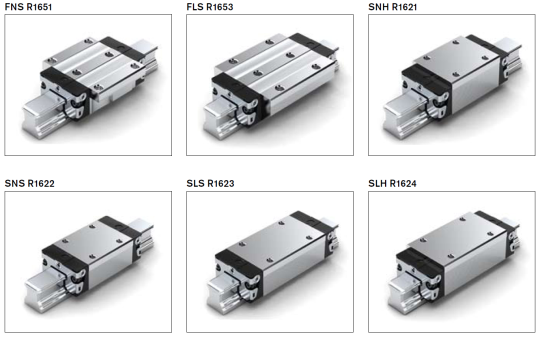 FNS R1651
FLS R1653
SNH R1621
SNS R1622
SLS R1623
SLH R1624